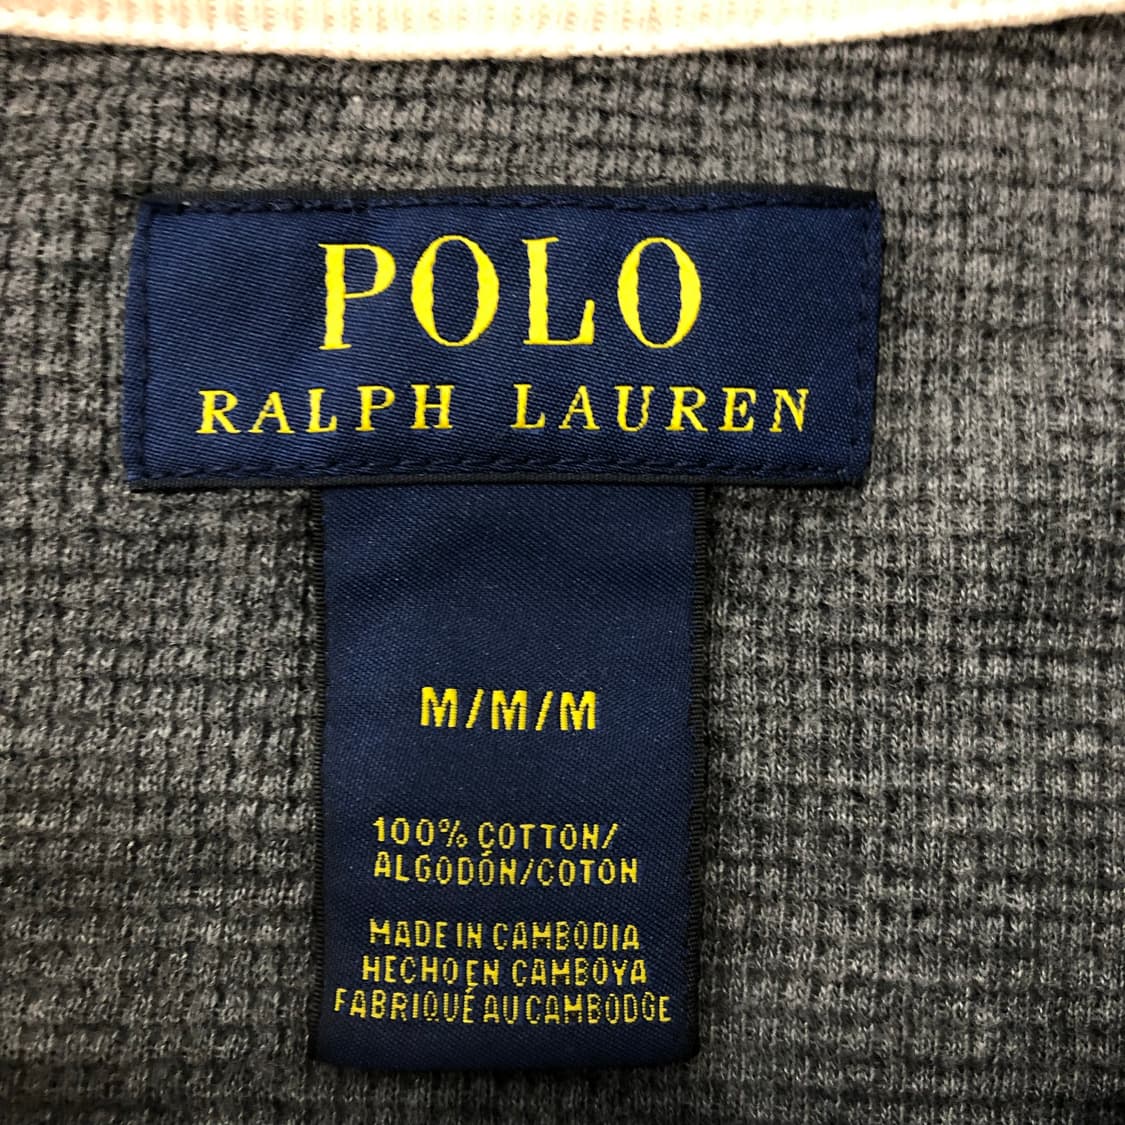 POLO
RALPH LAUREN
M/M/M
100% COTTON/
ALGODÓN/COTON
MADE IN CAMBODIA
HECHO EN CAMBOYA
FABRIQUÉ AU CAMBODGE